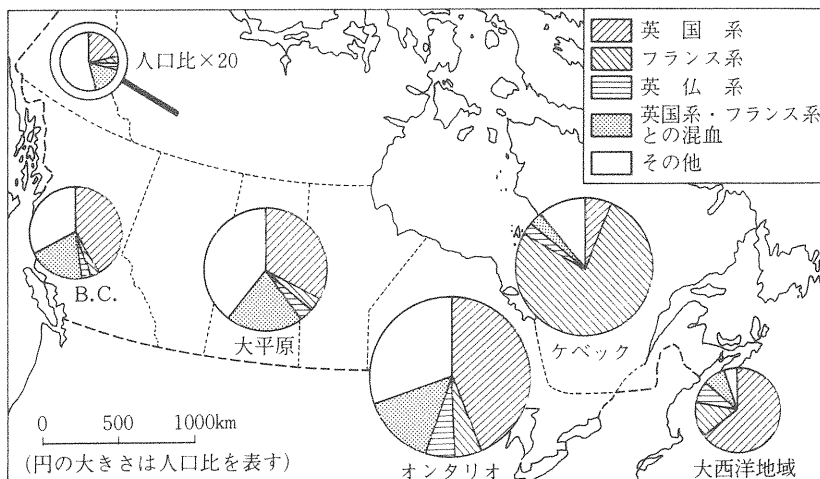 人口比×20
英国系
フランス系
英仏系
英国系・フランス系
との混血
その他
B.C.
大平原
ケベック
オンタリオ
大西洋地域
0 500 1000km
(円の大きさは人口比を表す)